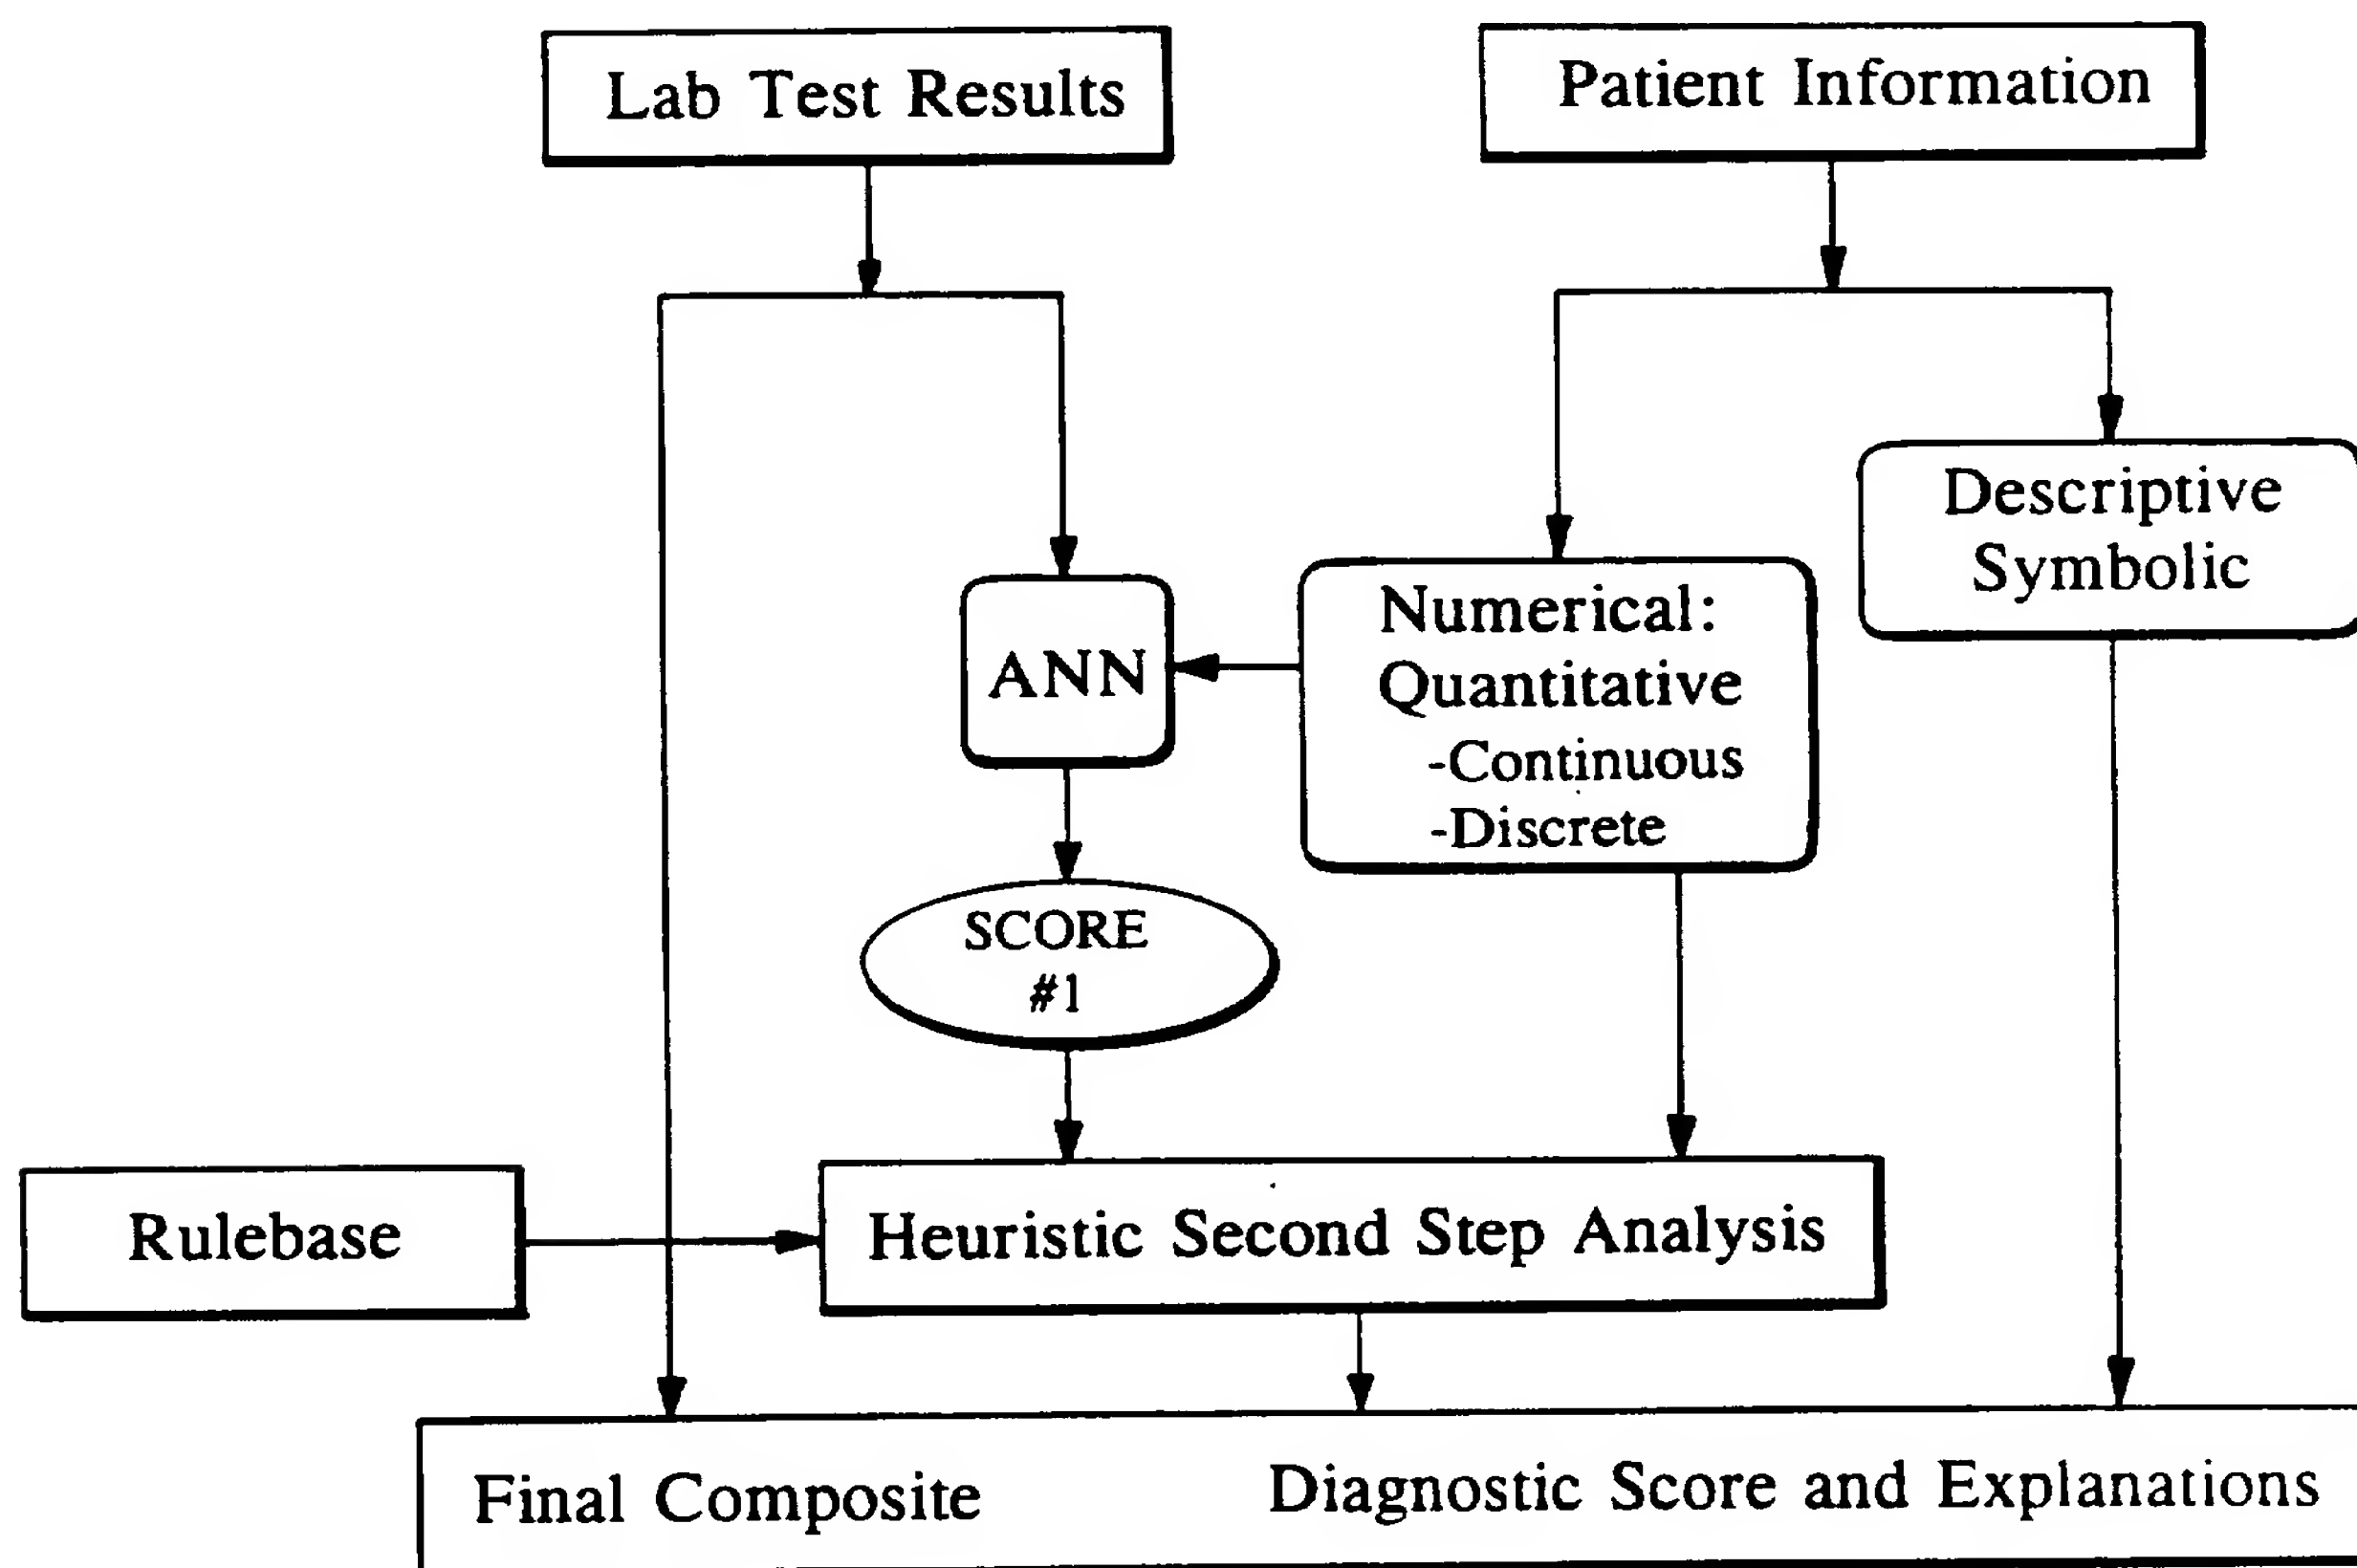 Lab Test Results
Patient Information
Descriptive
Symbolic
Numerical:
Quantitative
-Continuous
-Discrete
ANN
SCORE
#1
Rulebase
Heuristic Second Step Analysis
Final Composite Diagnostic Score and Explanations